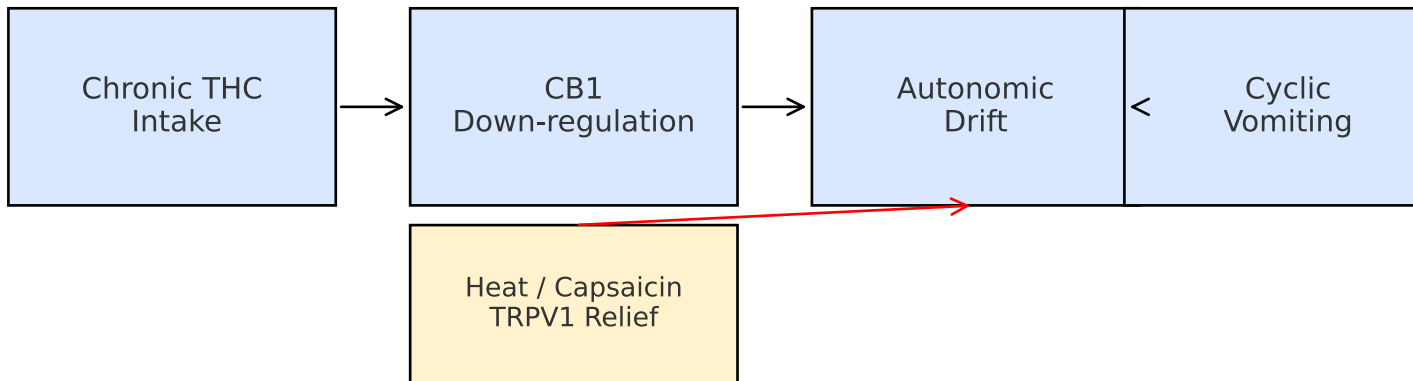 Chronic THC
Intake
CB1
Down-regulation
Autonomic
Drift
Cyclic
Vomiting
Heat / Capsaicin
TRPV1 Relief